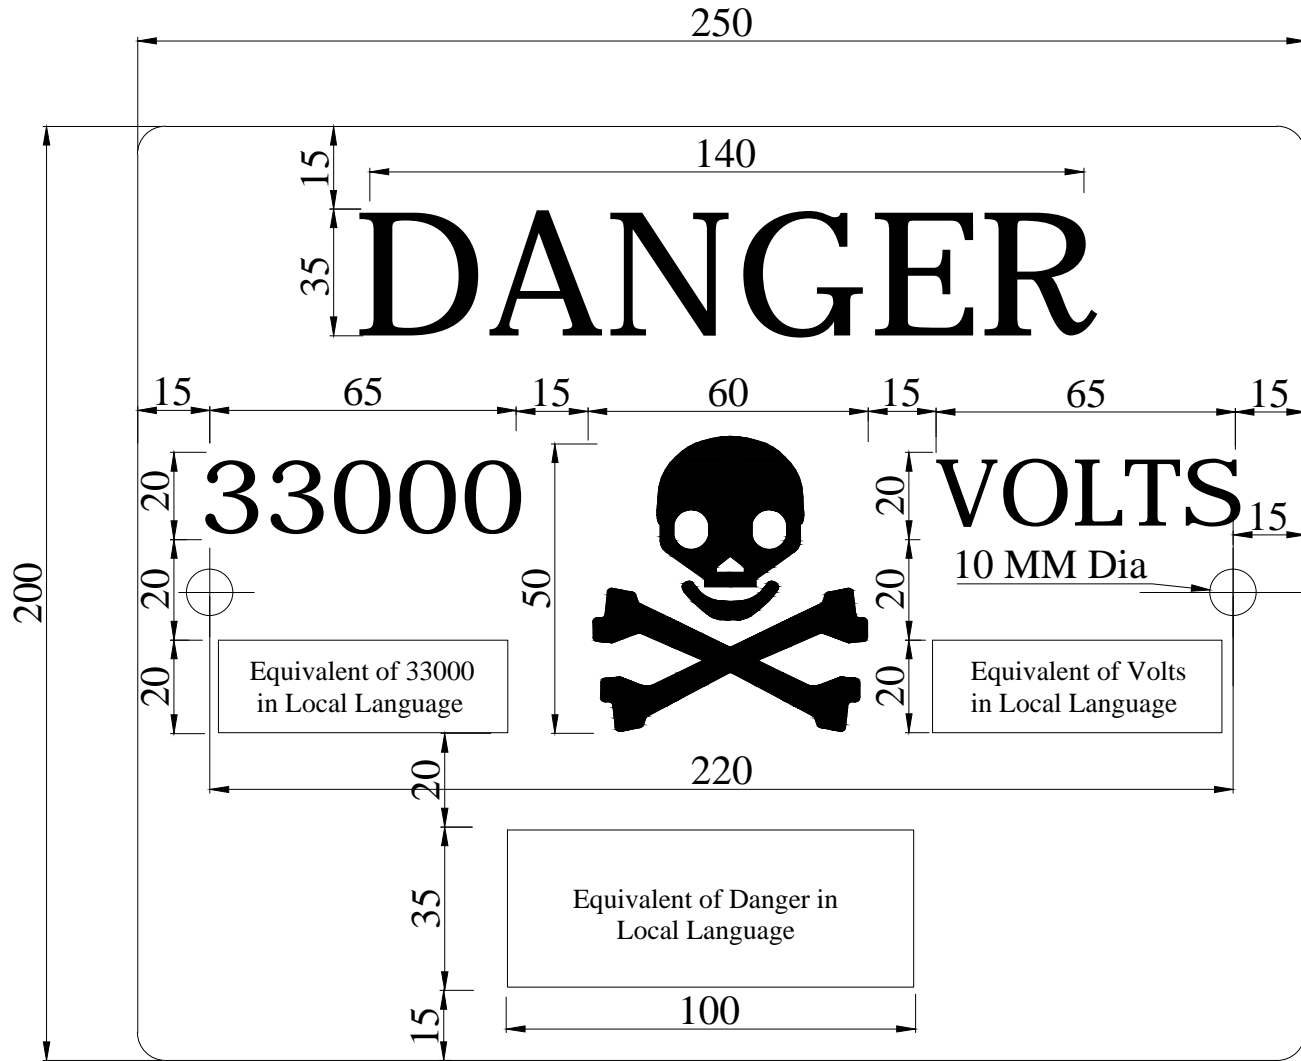 250
140
15
DANGER
35
15 65 15 60 15 65 15
20 33000 50 20 VOLTS
15
20 20 10 MM Dia
200
20 Equivalent of 33000
in Local Language
20 Equivalent of Volts
in Local Language
220
20
35 Equivalent of Danger in
Local Language
100
15